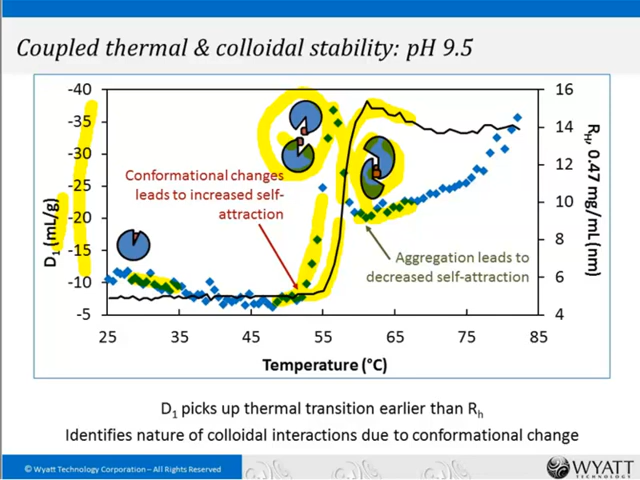 Coupled thermal & colloidal stability: pH 9.5
-40
-35
-30
-25
-20
-15
-10
-5
D1 (mL/g)
16
14
12
10
8
6
4
RH, 0.47 mg/mL (nm)
Conformational changes
leads to increased self-
attraction
Aggregation leads to
decreased self-attraction
25 35 45 55 65 75 85
Temperature (°C)
D1 picks up thermal transition earlier than Rh
Identifies nature of colloidal interactions due to conformational change
© Wyatt Technology Corporation – All Rights Reserved
WYATT
TECHNOLOGY